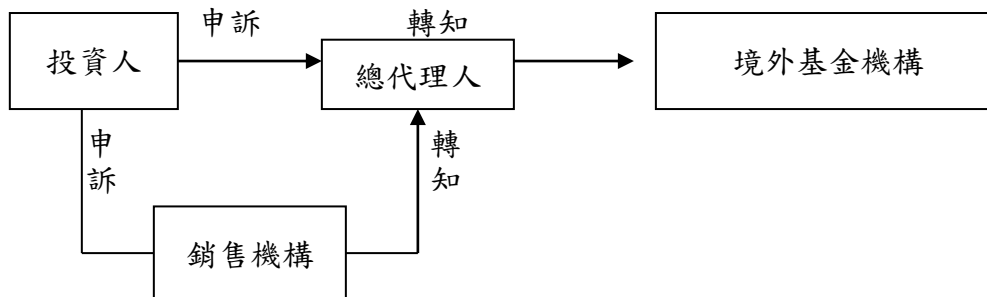 申訴
轉知
投資人
總代理人
境外基金機構
申訴
轉知
銷售機構